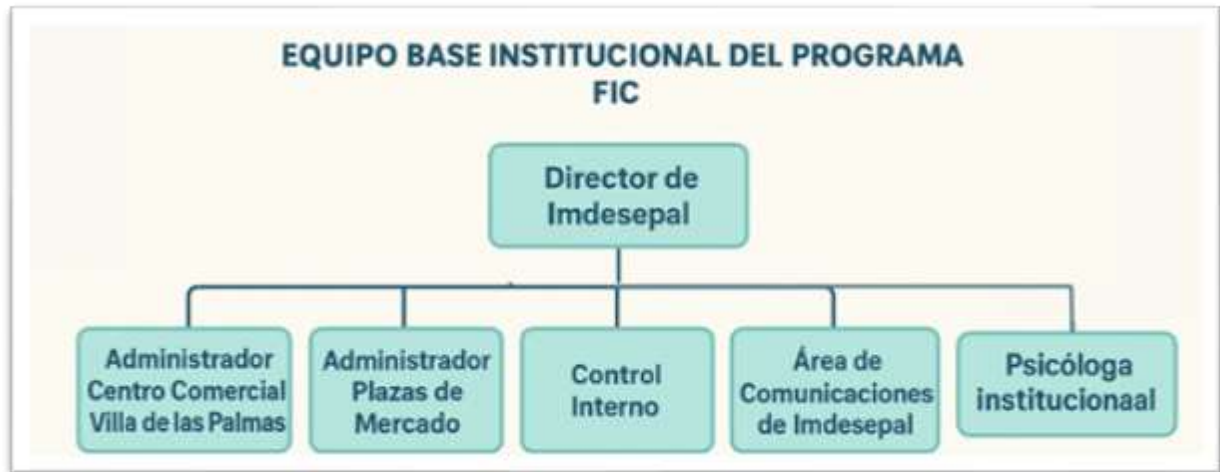 EQUIPO BASE INSTITUCIONAL DEL PROGRAMA
FIC
Director de
Imdesepal
Administrador
Centro Comercial
Villa de las Palmas
Administrador
Plazas de
Mercado
Control
Interno
Área de
Comunicaciones
de Imdesepal
Psicóloga
institucionaal